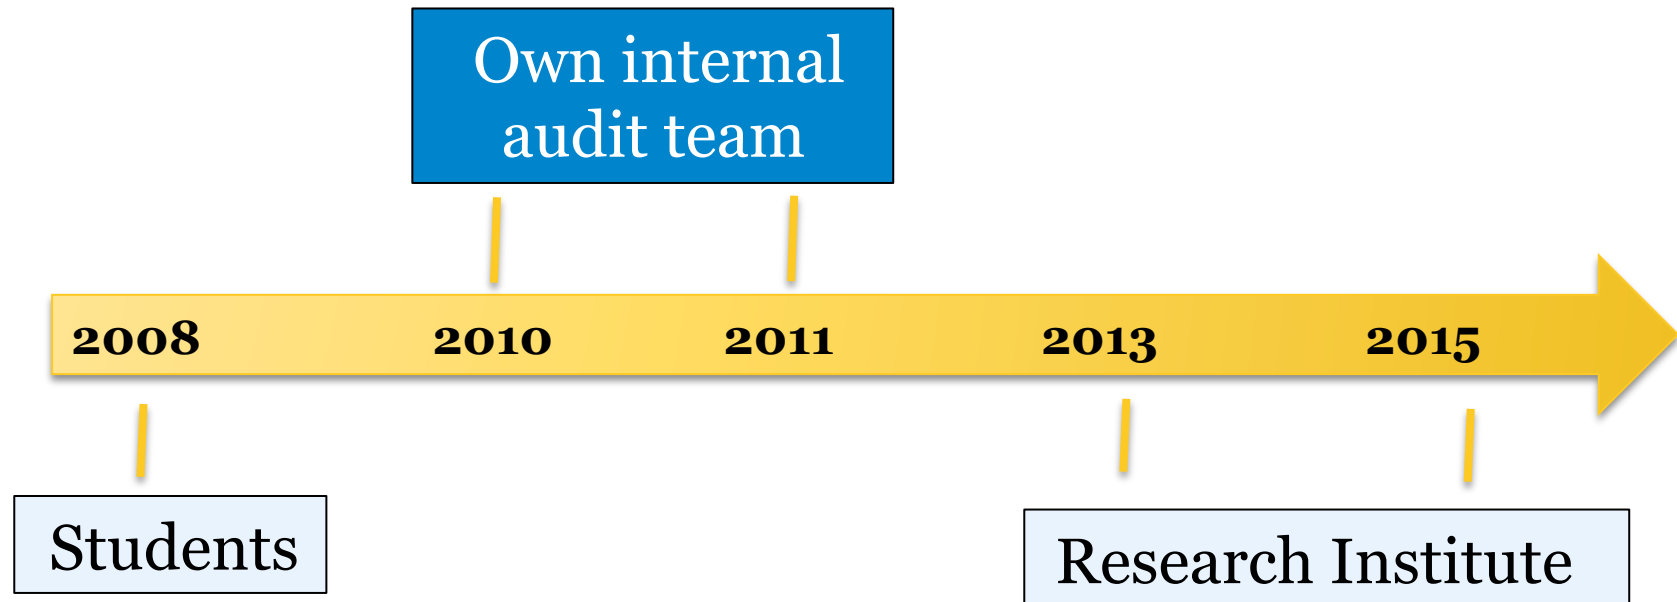 Own internal
audit team
2008 2010 2011 2013 2015
Students
Research Institute